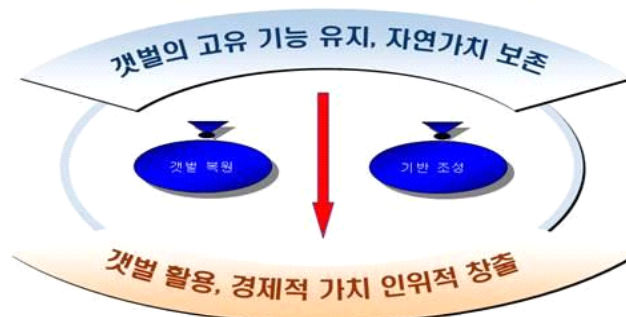 갯벌의 고유 기능 유지, 자연가치 보존
갯벌 복원
기반 조성
갯벌 활용, 경제적 가치 인위적 창출